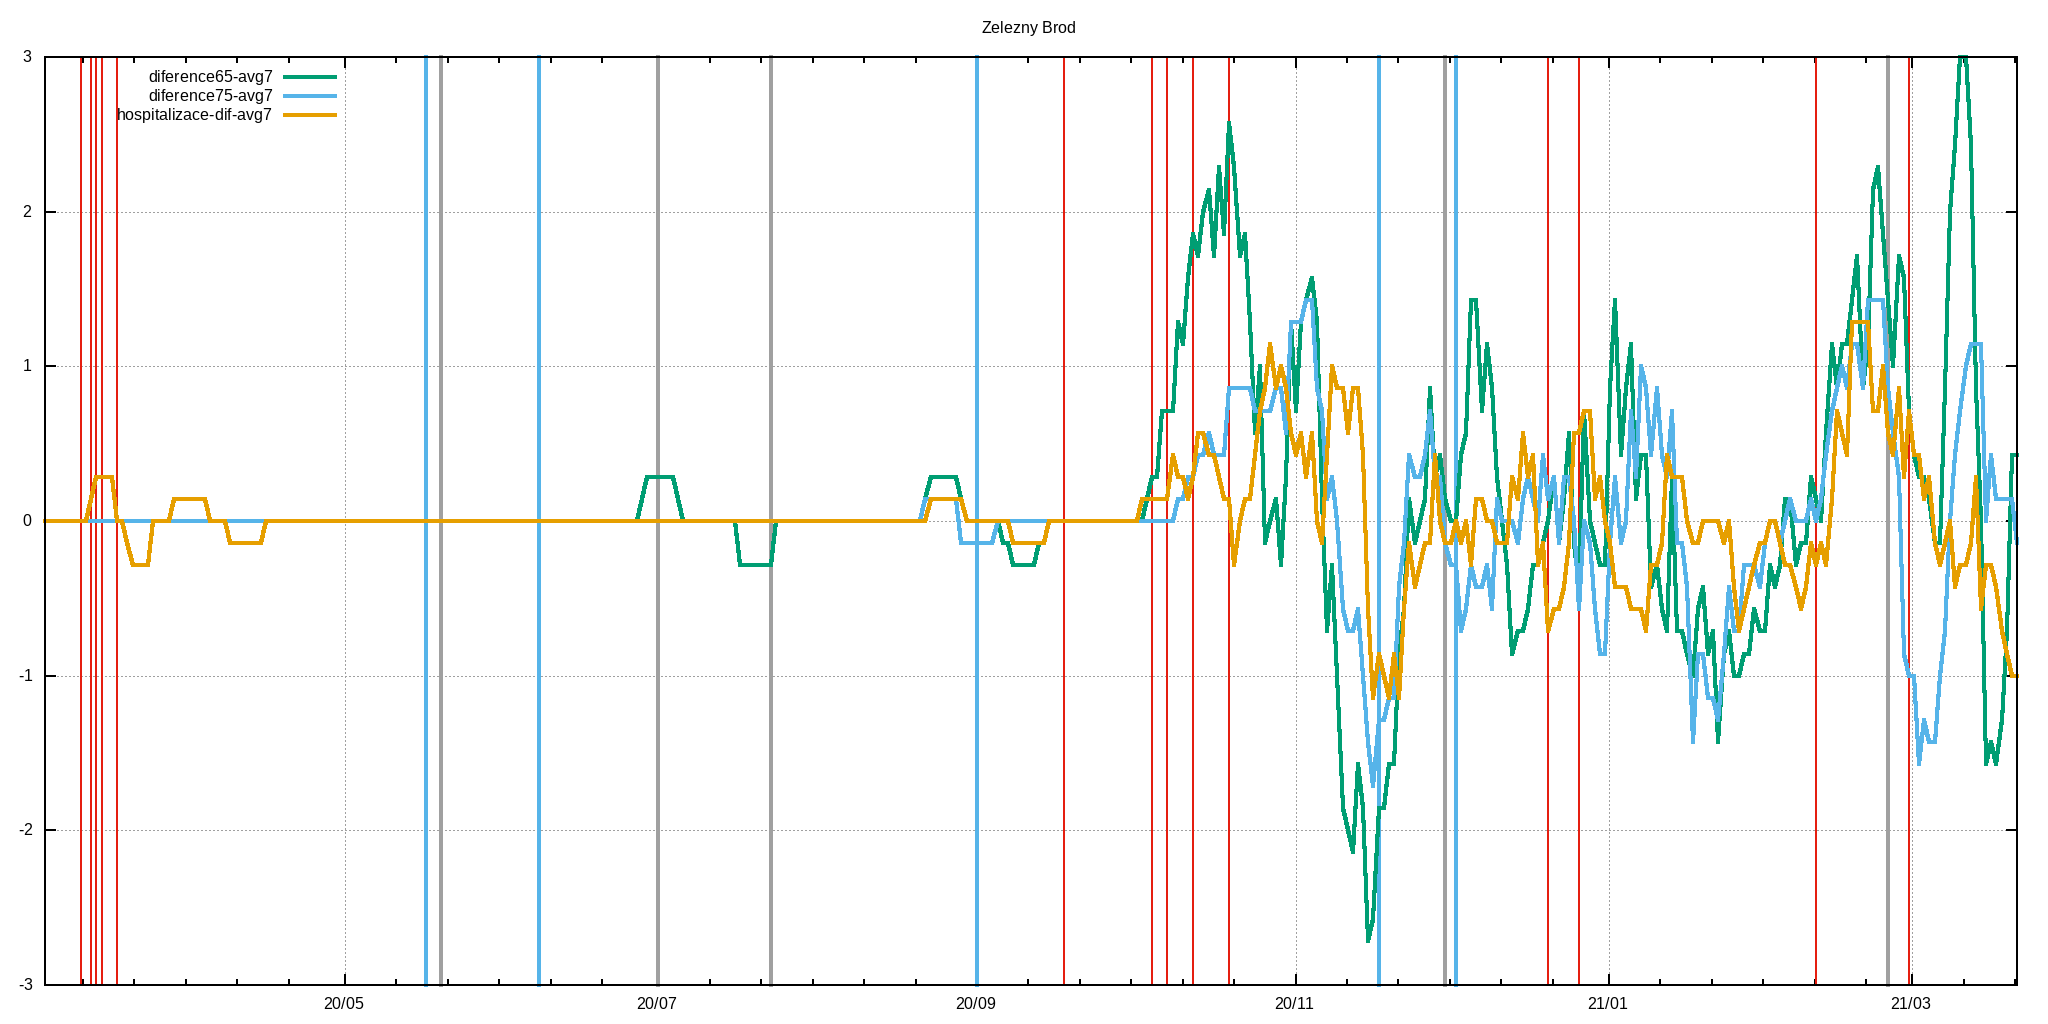 Zelezny Brod
3
diference65-avg7
diference75-avg7
hospitalizace-dif-avg7
2
1
0
-1
-2
-3
20/05 20/07 20/09 20/11 21/01 21/03